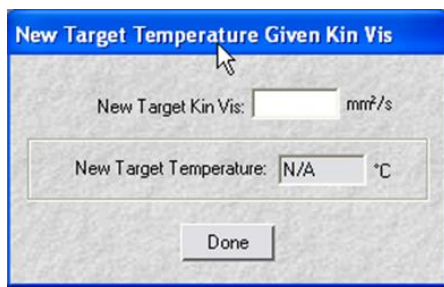 New Target Temperature Given Kin Vis
New Target Kin Vis: mm²/s
New Target Temperature: N/A °C
Done